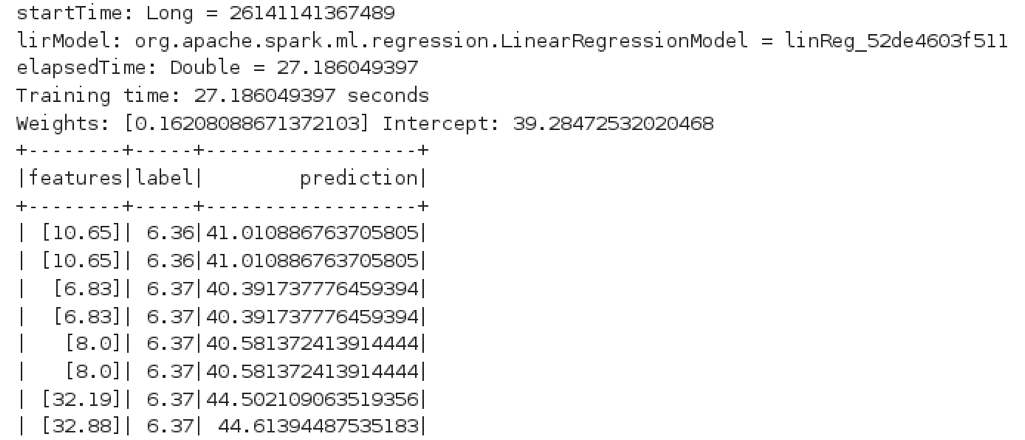 startTime: Long = 26141141367489
lirModel: org.apache.spark.ml.regression.LinearRegressionModel = linReg_52de4603f511
elapsedTime: Double = 27.186049397
Training time: 27.186049397 seconds
Weights: [0.16208088671372103] Intercept: 39.28472532020468
+--------+-----+------------------+
|features|label|        prediction|
+--------+-----+------------------+
| [10.65]| 6.36|41.010886763705805|
| [10.65]| 6.36|41.010886763705805|
|  [6.83]| 6.37|40.391737776459394|
|  [6.83]| 6.37|40.391737776459394|
|   [8.0]| 6.37|40.581372413914444|
|   [8.0]| 6.37|40.581372413914444|
| [32.19]| 6.37|44.502109063519356|
| [32.88]| 6.37| 44.61394487535183|